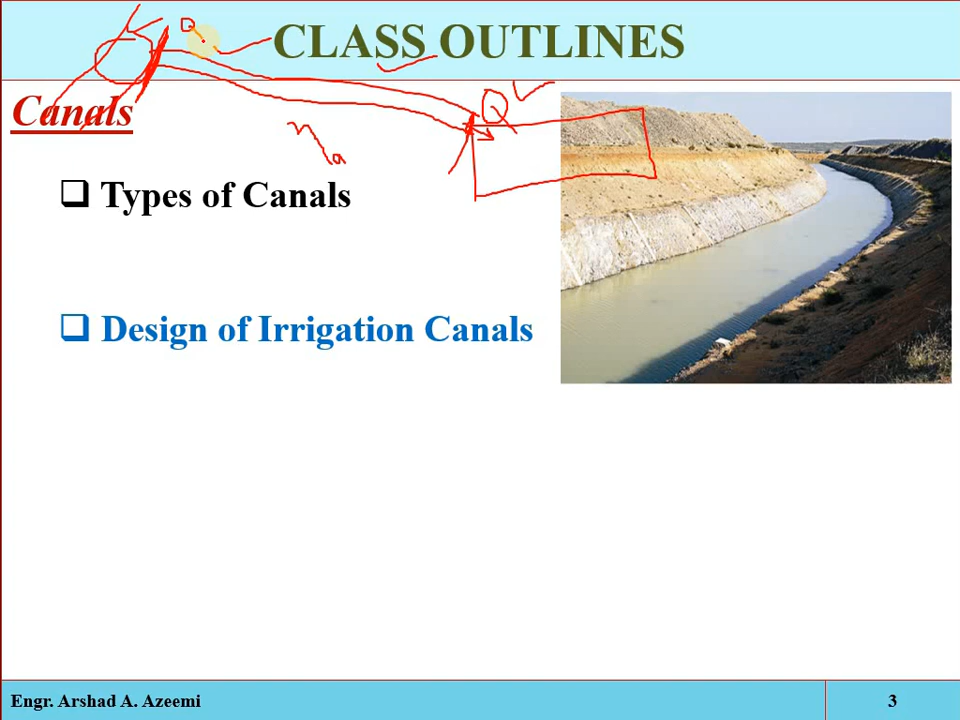 CLASS OUTLINES
Canals
Q
❑ Types of Canals
❑ Design of Irrigation Canals
Engr. Arshad A. Azeemi
3